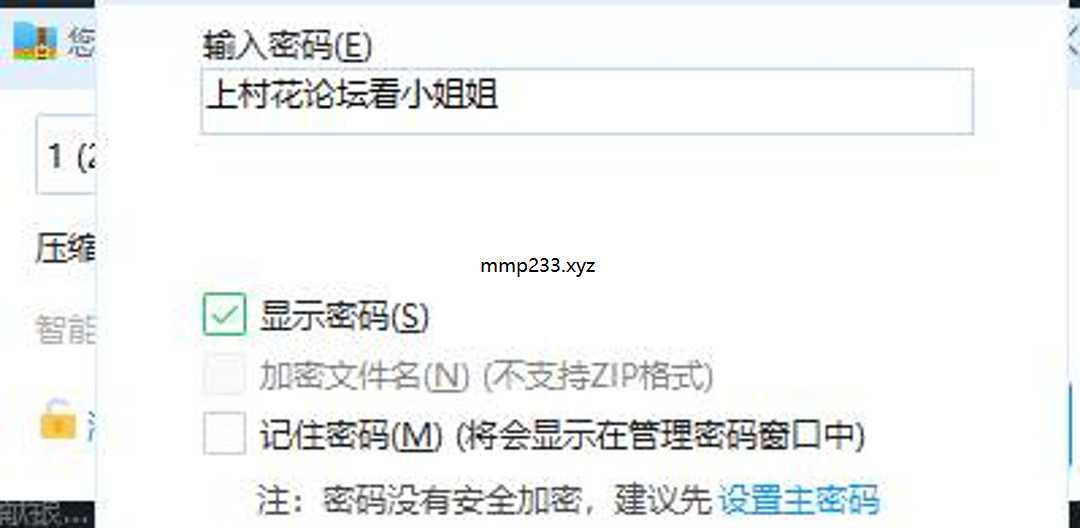 您
输入密码(E)
上村花论坛看小姐姐
1 (2
压缩
mmp233.xyz
显示密码(S)
智能
加密文件名(N) (不支持ZIP格式)
记住密码(M) (将会显示在管理密码窗口中)
注：密码没有安全加密，建议先 设置主密码